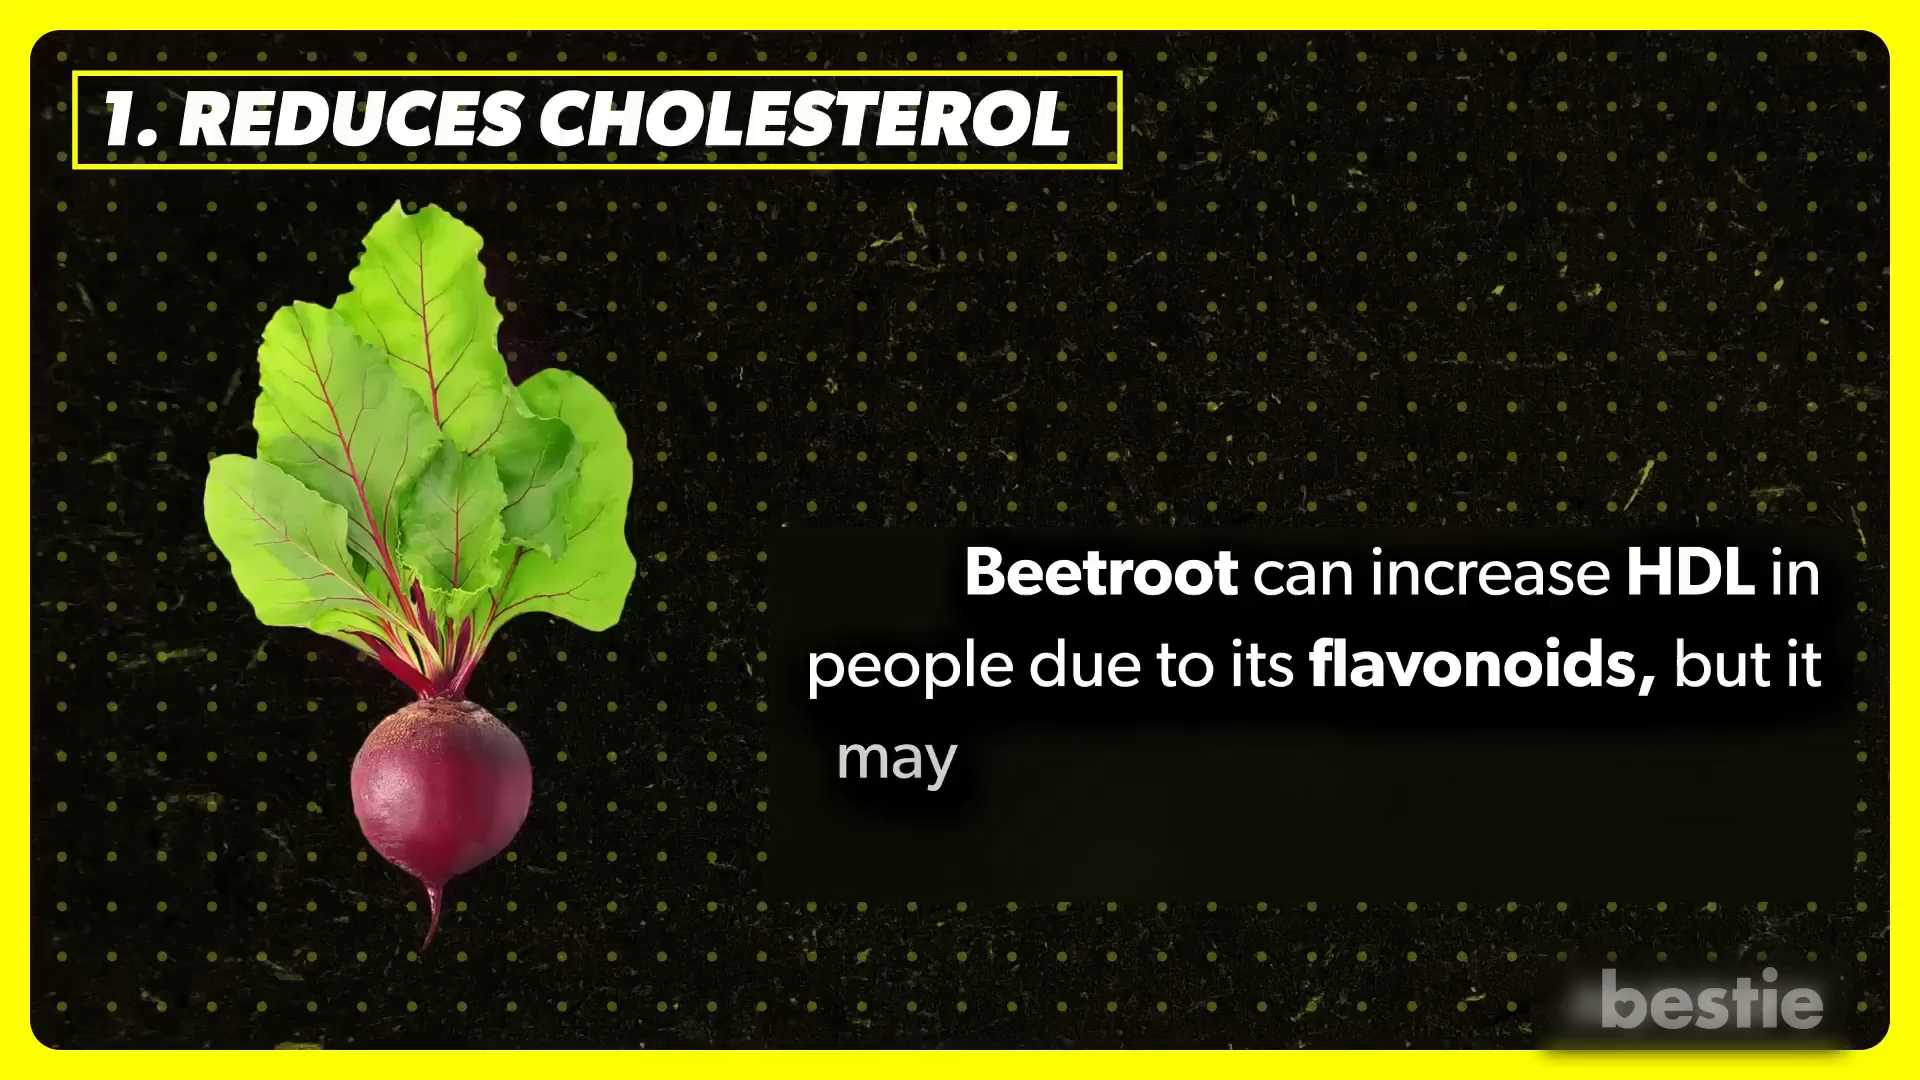 1. REDUCES CHOLESTEROL
Beetroot can increase HDL in
people due to its flavonoids, but it
may
bestie